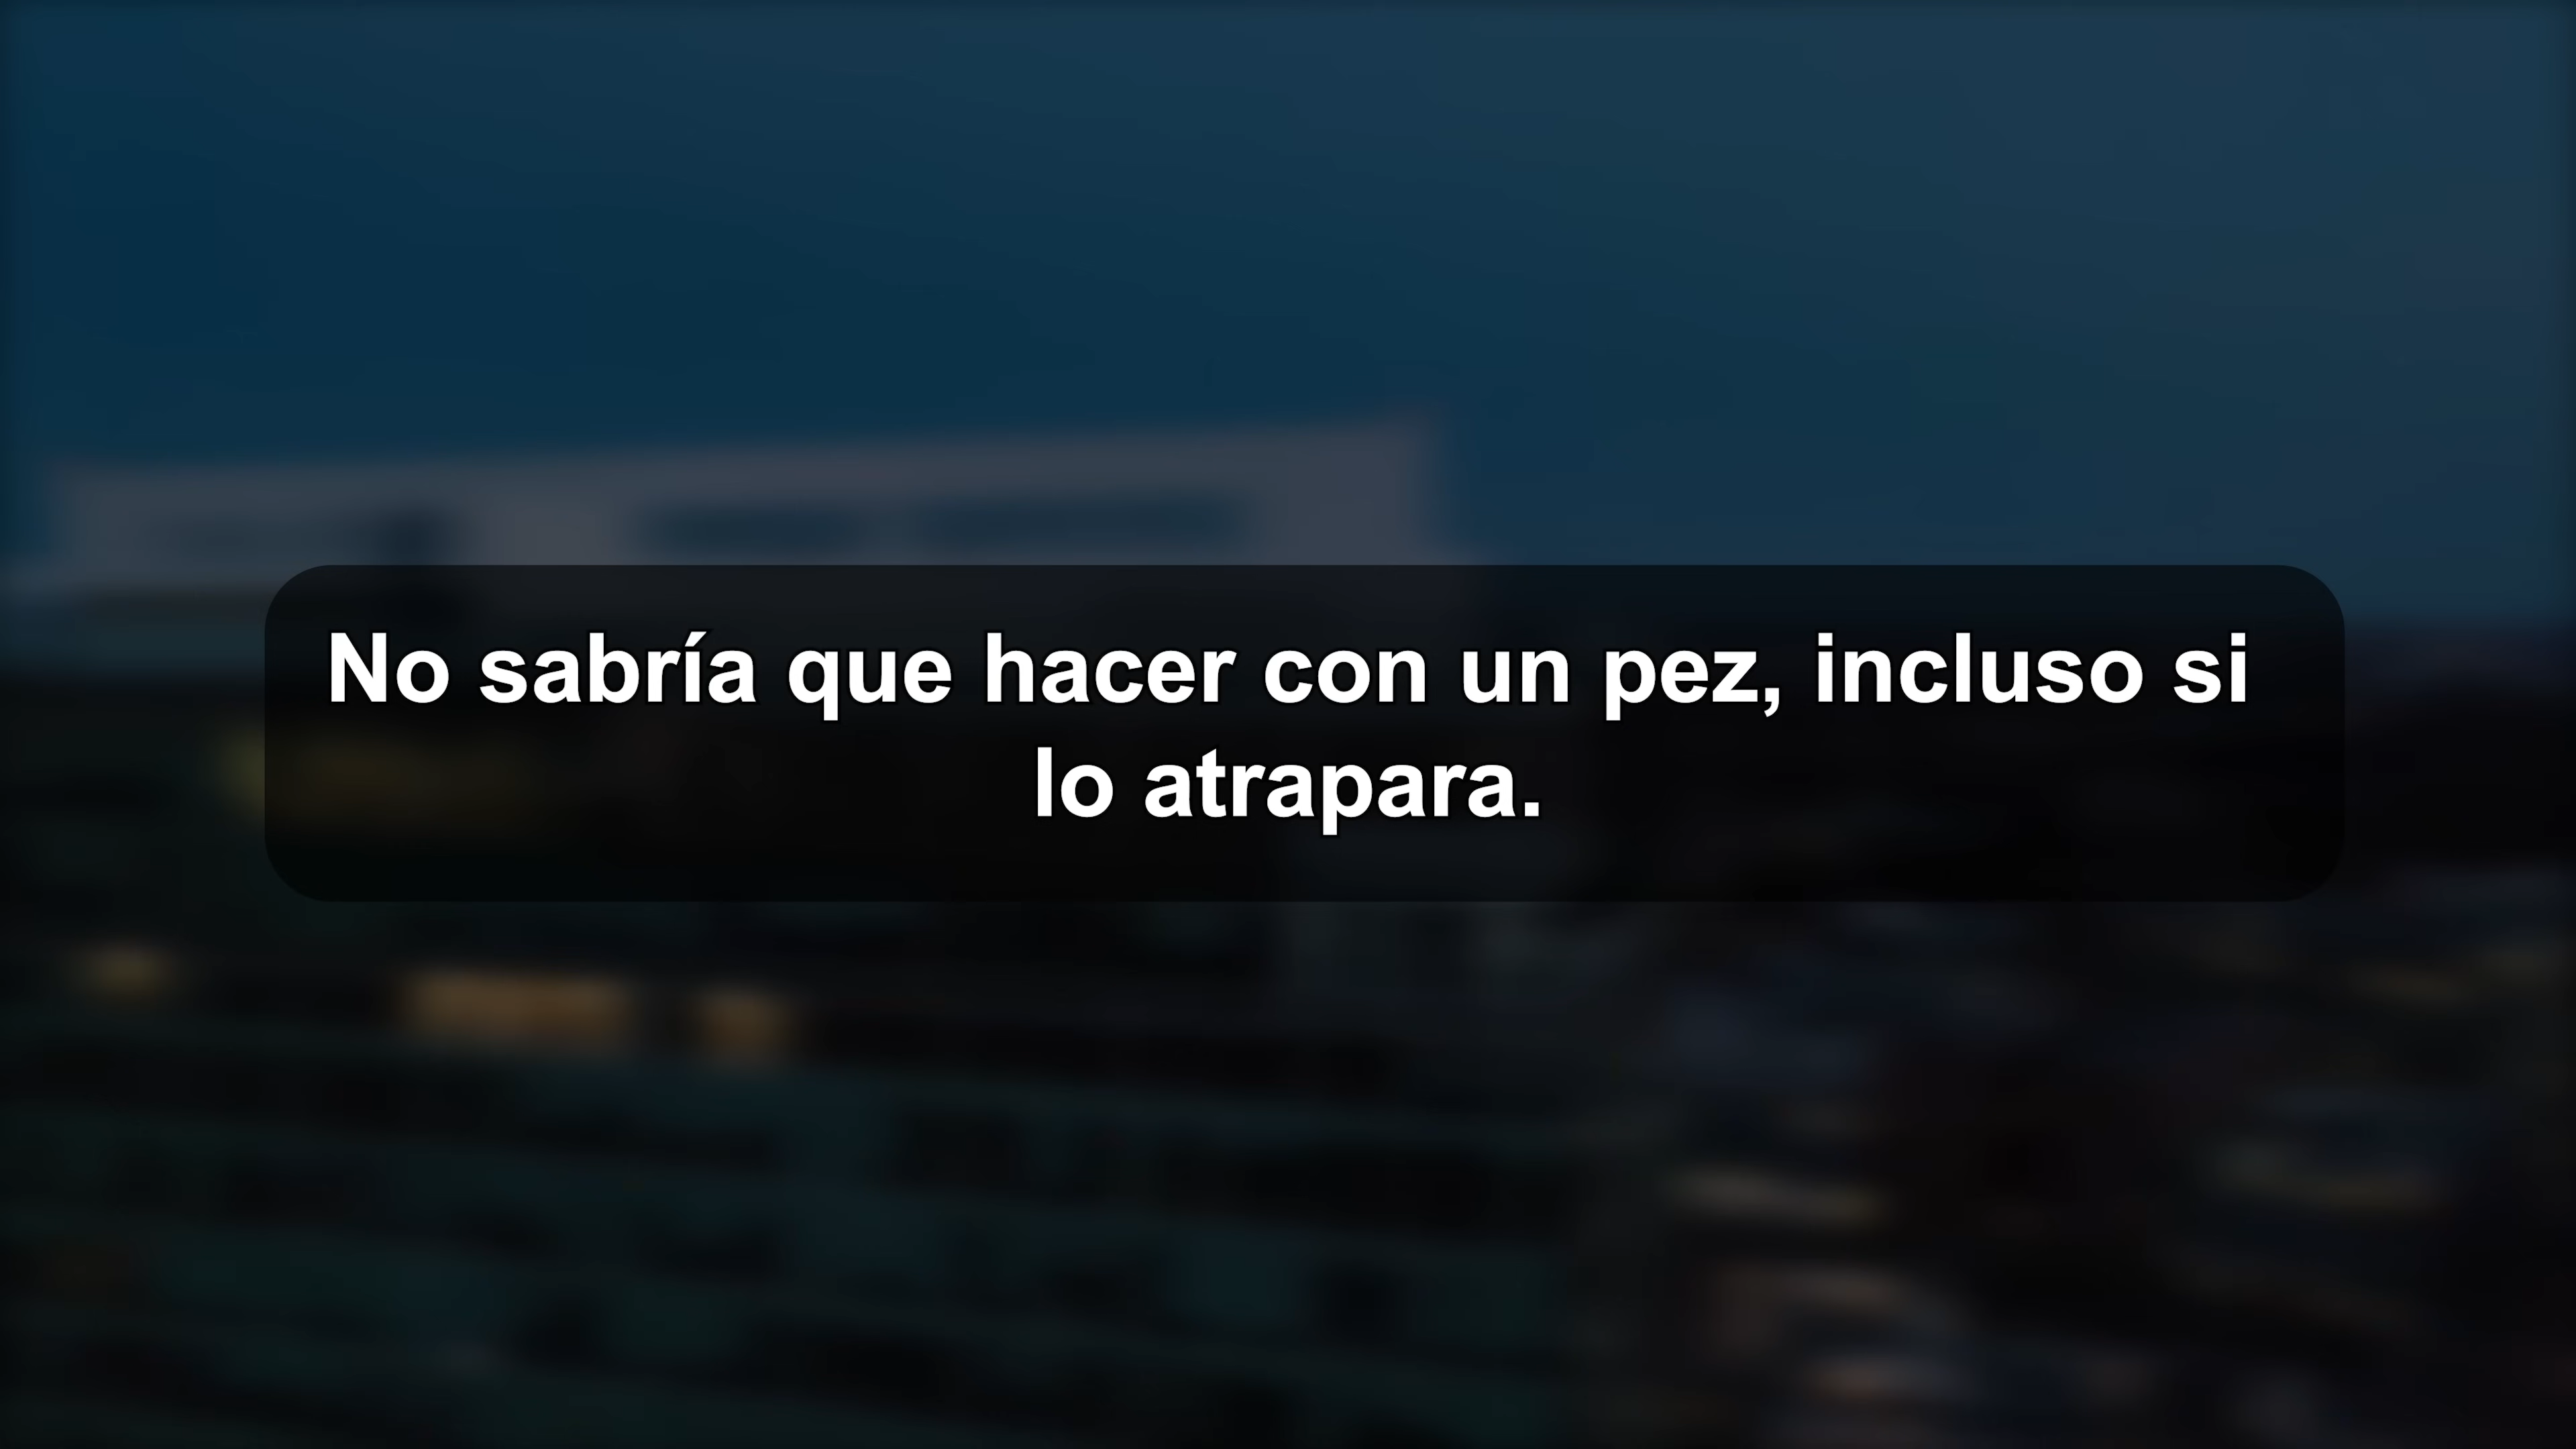 No sabría que hacer con un pez, incluso si
lo atrapara.